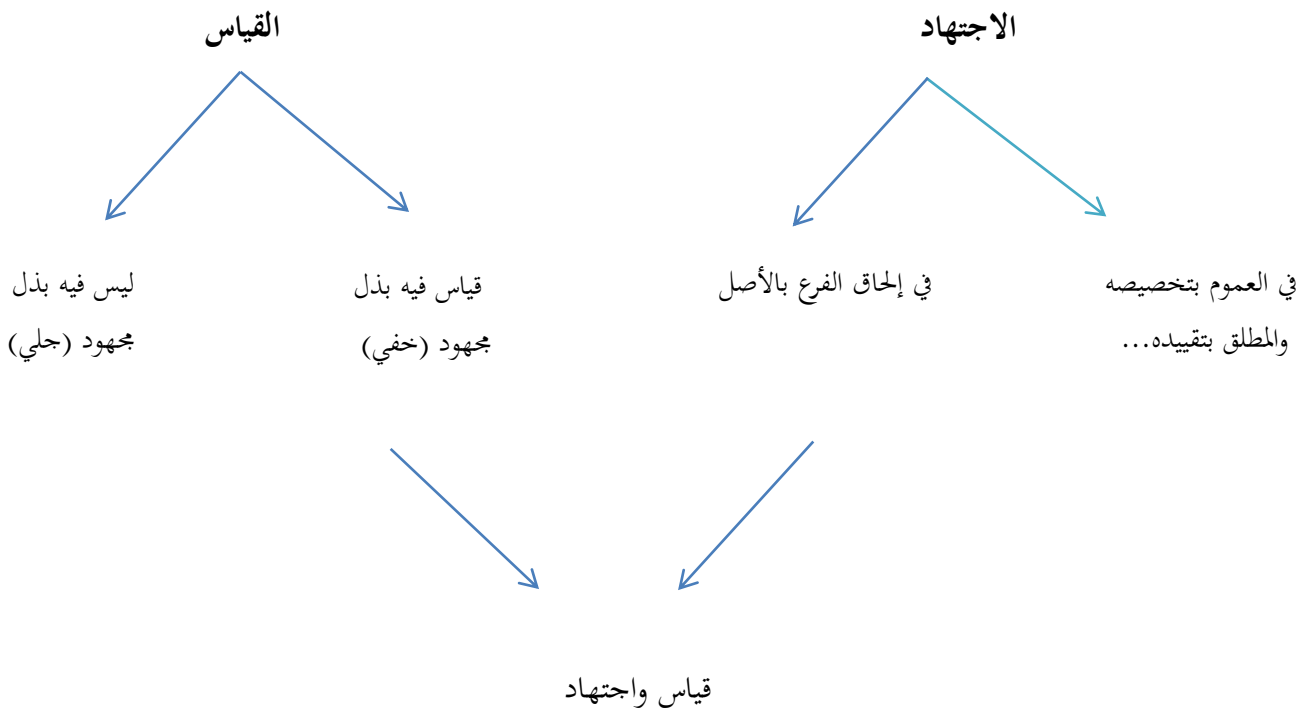 الاجتهاد
القياس
في العموم بتخصيصه
والمطلق بتقييده...
في إلحاق الفرع بالأصل
قياس فيه بذل
مجهود (خفي)
ليس فيه بذل
مجهود (جلي)
قياس واجتهاد